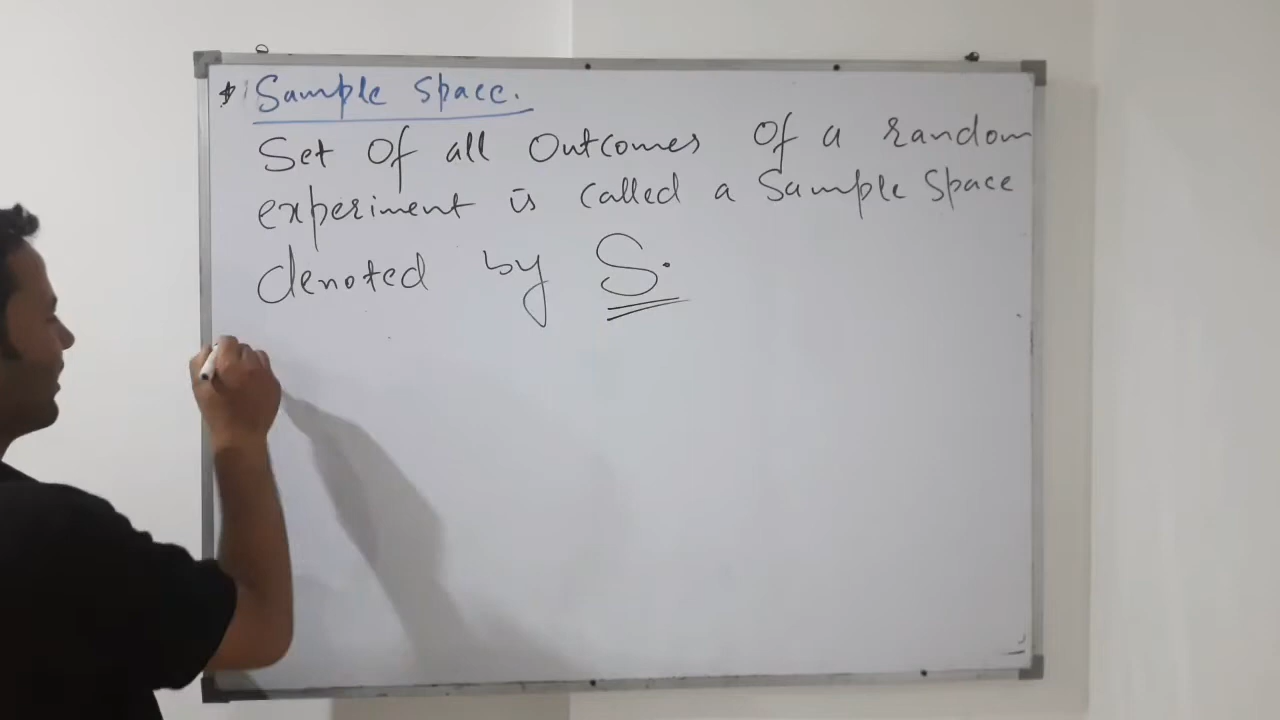 * Sample Space.
Set Of all Outcomes Of a random
experiment is called a Sample Space
denoted by S.